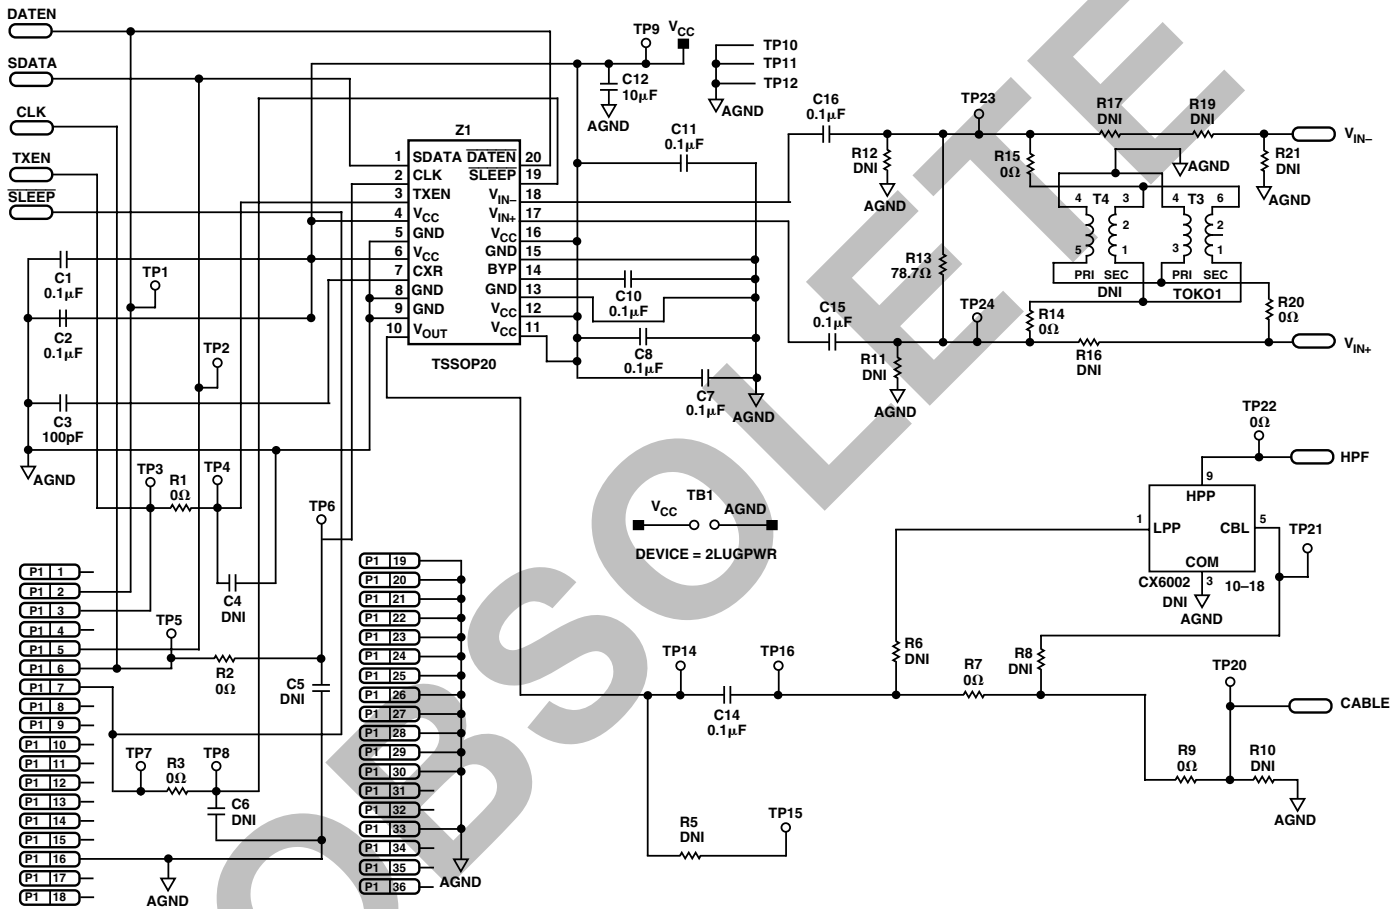 DATEN
SDATA
CLK
TXEN
SLEEP
TP9
VCC
C12
10μF
AGND
TP10
TP11
TP12
AGND
Z1
1 SDATA DATEN 20
2 CLK SLEEP 19
3 TXEN VIN– 18
4 VCC VIN+ 17
5 GND VCC 16
6 VCC GND 15
7 CXR BYP 14
8 GND GND 13
9 GND VCC 12
10 VOUT VCC 11
TSSOP20
C11
0.1μF
C10
0.1μF
C8
0.1μF
C7
0.1μF
AGND
C1
0.1μF
C2
0.1μF
C3
100pF
AGND
TP1
TP2
TP3
R1
0Ω
TP4
TP6
C4
DNI
TP5
R2
0Ω
C5
DNI
TP7
R3
0Ω
TP8
C6
DNI
AGND
P1 1
P1 2
P1 3
P1 4
P1 5
P1 6
P1 7
P1 8
P1 9
P1 10
P1 11
P1 12
P1 13
P1 14
P1 15
P1 16
P1 17
P1 18
P1 19
P1 20
P1 21
P1 22
P1 23
P1 24
P1 25
P1 26
P1 27
P1 28
P1 29
P1 30
P1 31
P1 32
P1 33
P1 34
P1 35
P1 36
AGND
C16
0.1μF
R12
DNI
AGND
TP23
R13
78.7Ω
R15
0Ω
R17
DNI
R19
DNI
VIN–
R21
DNI
AGND
AGND
4 T4 3
5 2
1
PRI SEC
DNI
4 T3 6
3 2
1
PRI SEC
TOKO1
C15
0.1μF
R11
DNI
AGND
TP24
R14
0Ω
R16
DNI
R20
0Ω
VIN+
VCC
TB1
AGND
DEVICE = 2LUGPWR
TP22
0Ω
HPF
9
HPP
1 LPP
CBL 5
COM
3
CX6002
DNI
10–18
AGND
TP21
R6
DNI
R7
0Ω
R8
DNI
TP14
C14
0.1μF
TP16
TP20
CABLE
R9
0Ω
R10
DNI
AGND
R5
DNI
TP15
OBSOLETE